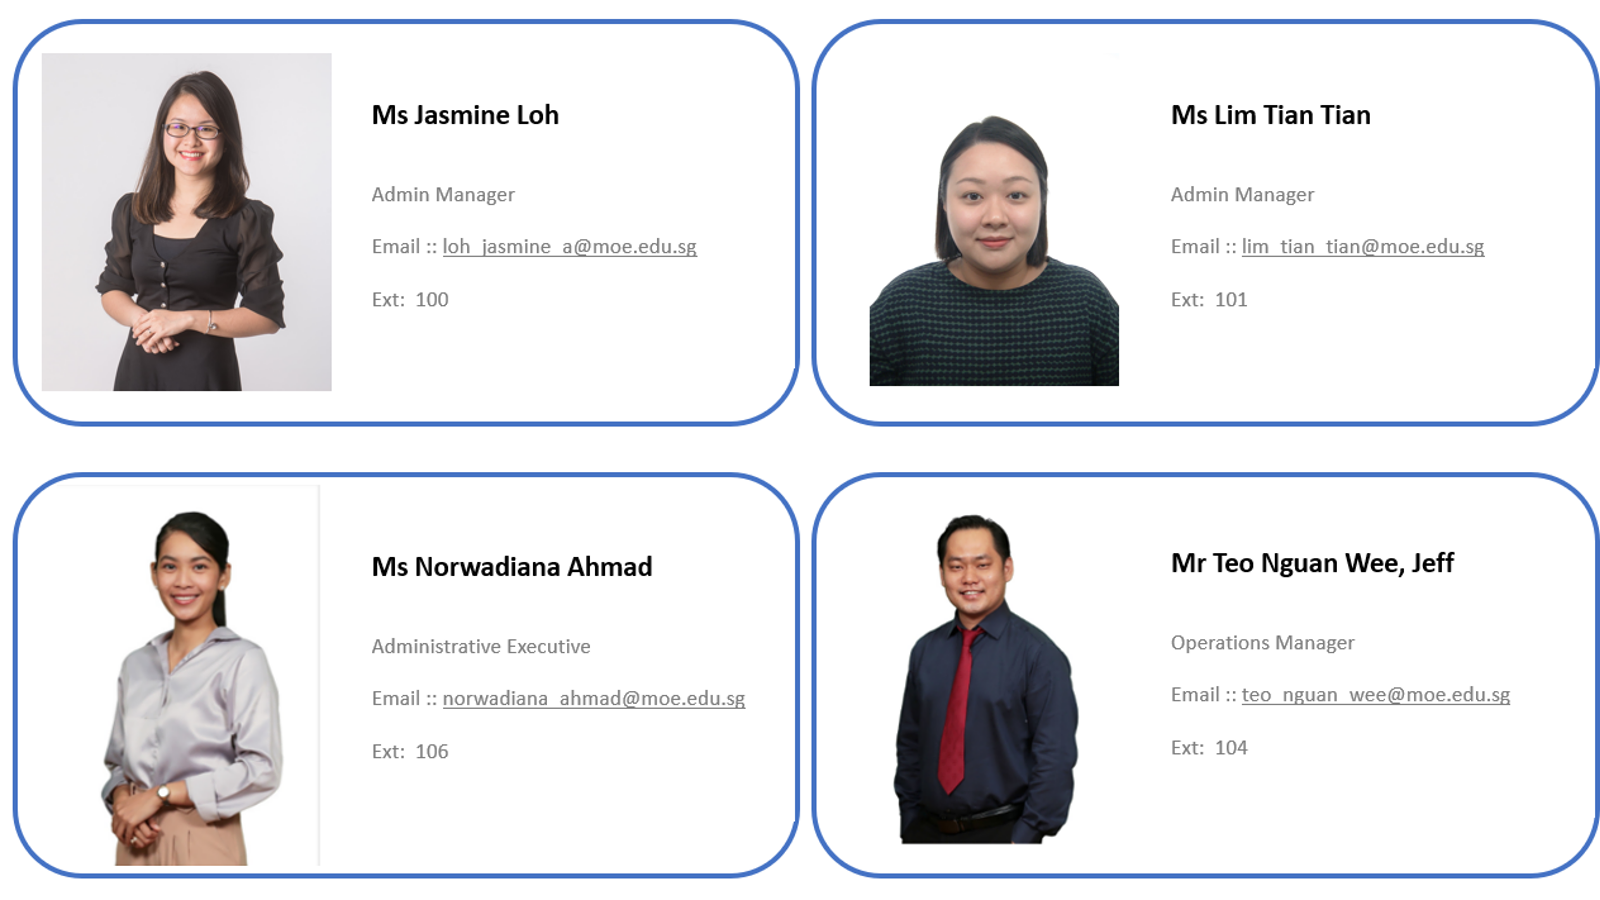 Ms Jasmine Loh
Admin Manager
Email :: loh_jasmine_a@moe.edu.sg
Ext: 100
Ms Lim Tian Tian
Admin Manager
Email :: lim_tian_tian@moe.edu.sg
Ext: 101
Ms Norwadiana Ahmad
Administrative Executive
Email :: norwadiana_ahmad@moe.edu.sg
Ext: 106
Mr Teo Nguan Wee, Jeff
Operations Manager
Email :: teo_nguan_wee@moe.edu.sg
Ext: 104